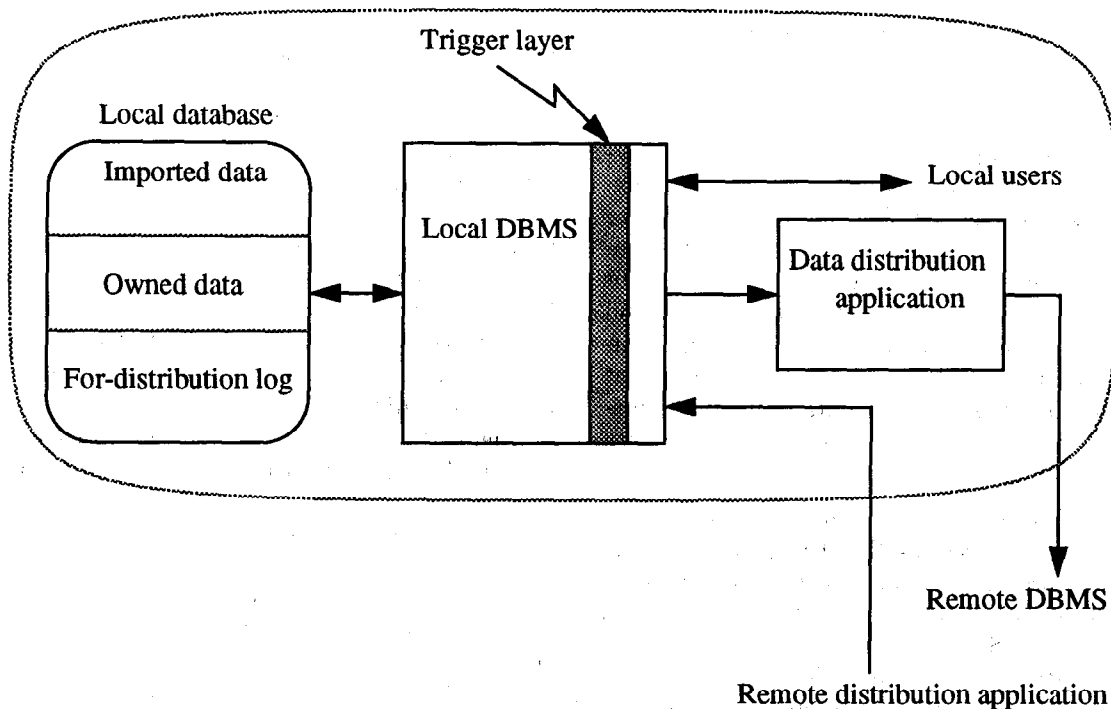 Trigger layer
Local database
Imported data
Local users
Local DBMS
Data distribution
application
Owned data
For-distribution log
Remote DBMS
Remote distribution application